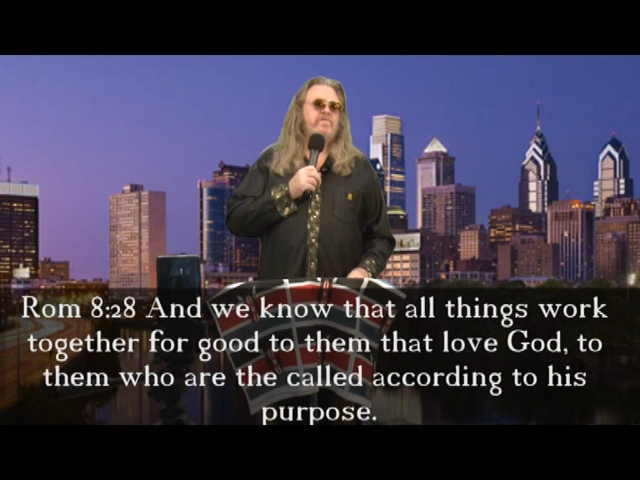 Rom 8:28 And we know that all things work
together for good to them that love God, to
them who are the called according to his
purpose.